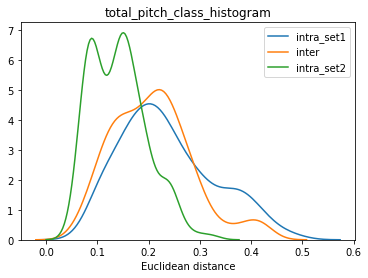 total_pitch_class_histogram
7
6
5
4
3
2
1
0
intra_set1
inter
intra_set2
0.0 0.1 0.2 0.3 0.4 0.5 0.6
Euclidean distance